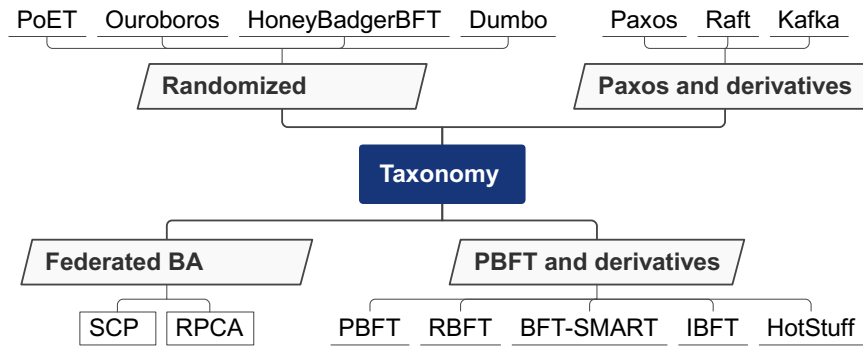 PoET Ouroboros HoneyBadgerBFT Dumbo Paxos Raft Kafka
Randomized Paxos and derivatives
Taxonomy
Federated BA PBFT and derivatives
SCP RPCA PBFT RBFT BFT-SMART IBFT HotStuff